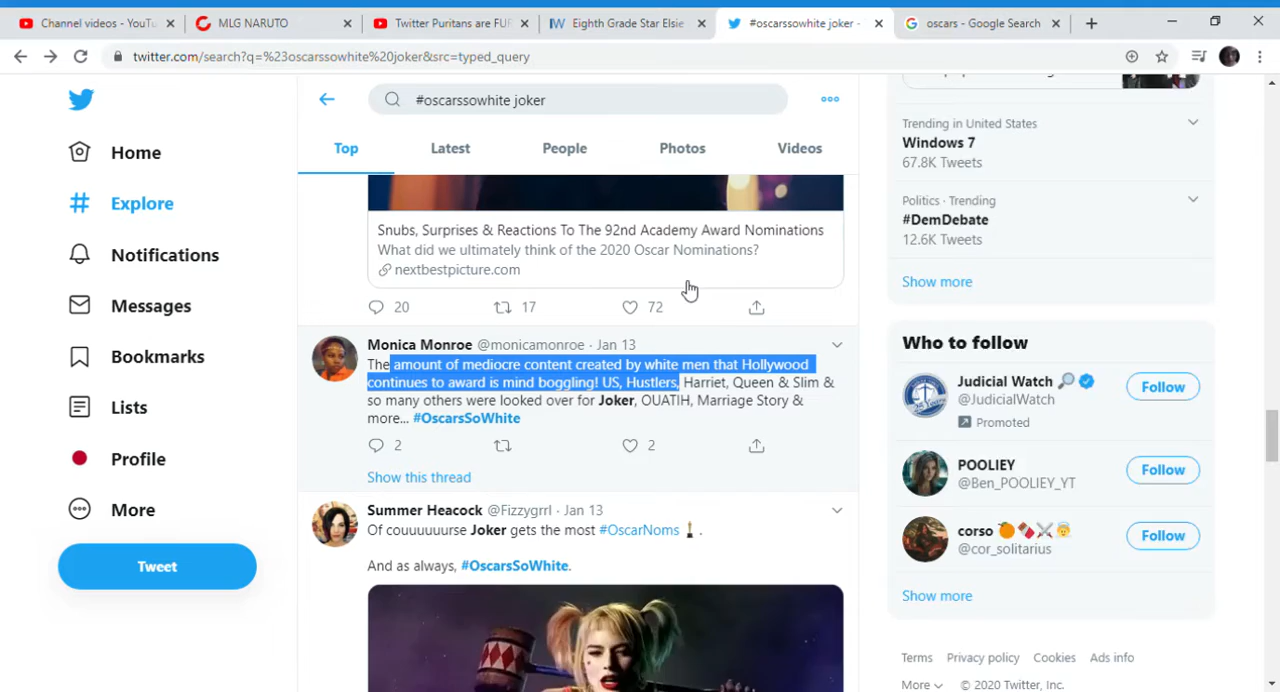 Channel videos - YouTu
MLG NARUTO
Twitter Puritans are FUR
Eighth Grade Star Elsie
#oscarssowhite joker -
oscars - Google Search
twitter.com/search?q=%23oscarssowhite%20joker&src=typed_query
#oscarssowhite joker
Top
Latest
People
Photos
Videos
Home
Explore
Notifications
Messages
Bookmarks
Lists
Profile
More
Tweet
Snubs, Surprises & Reactions To The 92nd Academy Award Nominations
What did we ultimately think of the 2020 Oscar Nominations?
nextbestpicture.com
20
17
72
Monica Monroe @monicamonroe · Jan 13
The amount of mediocre content created by white men that Hollywood
continues to award is mind boggling! US, Hustlers, Harriet, Queen & Slim &
so many others were looked over for Joker, OUATIH, Marriage Story &
more... #OscarsSoWhite
2
2
Show this thread
Summer Heacock @Fizzygrrl · Jan 13
Of couuuuuurse Joker gets the most #OscarNoms .
And as always, #OscarsSoWhite.
Trending in United States
Windows 7
67.8K Tweets
Politics · Trending
#DemDebate
12.6K Tweets
Show more
Who to follow
Judicial Watch
@JudicialWatch
Promoted
Follow
POOLIEY
@Ben_POOLIEY_YT
Follow
corso
@cor_solitarius
Follow
Show more
Terms Privacy policy Cookies Ads info
More © 2020 Twitter, Inc.